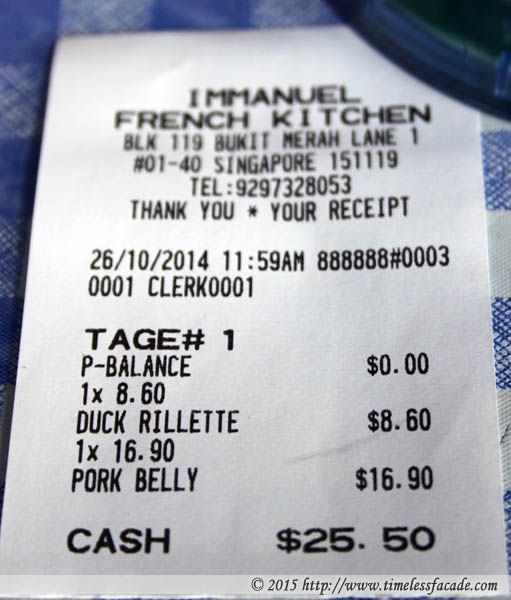 IMMANUEL
FRENCH KITCHEN
BLK 119 BUKIT MERAH LANE 1
#01-40 SINGAPORE 151119
TEL:9297328053
THANK YOU * YOUR RECEIPT
26/10/2014 11:59AM 888888#0003
0001 CLERK0001
TAGE# 1
P-BALANCE $0.00
1x 8.60
DUCK RILLETTE $8.60
1x 16.90
PORK BELLY $16.90
CASH $25.50
© 2015 http://www.timelessfacade.com